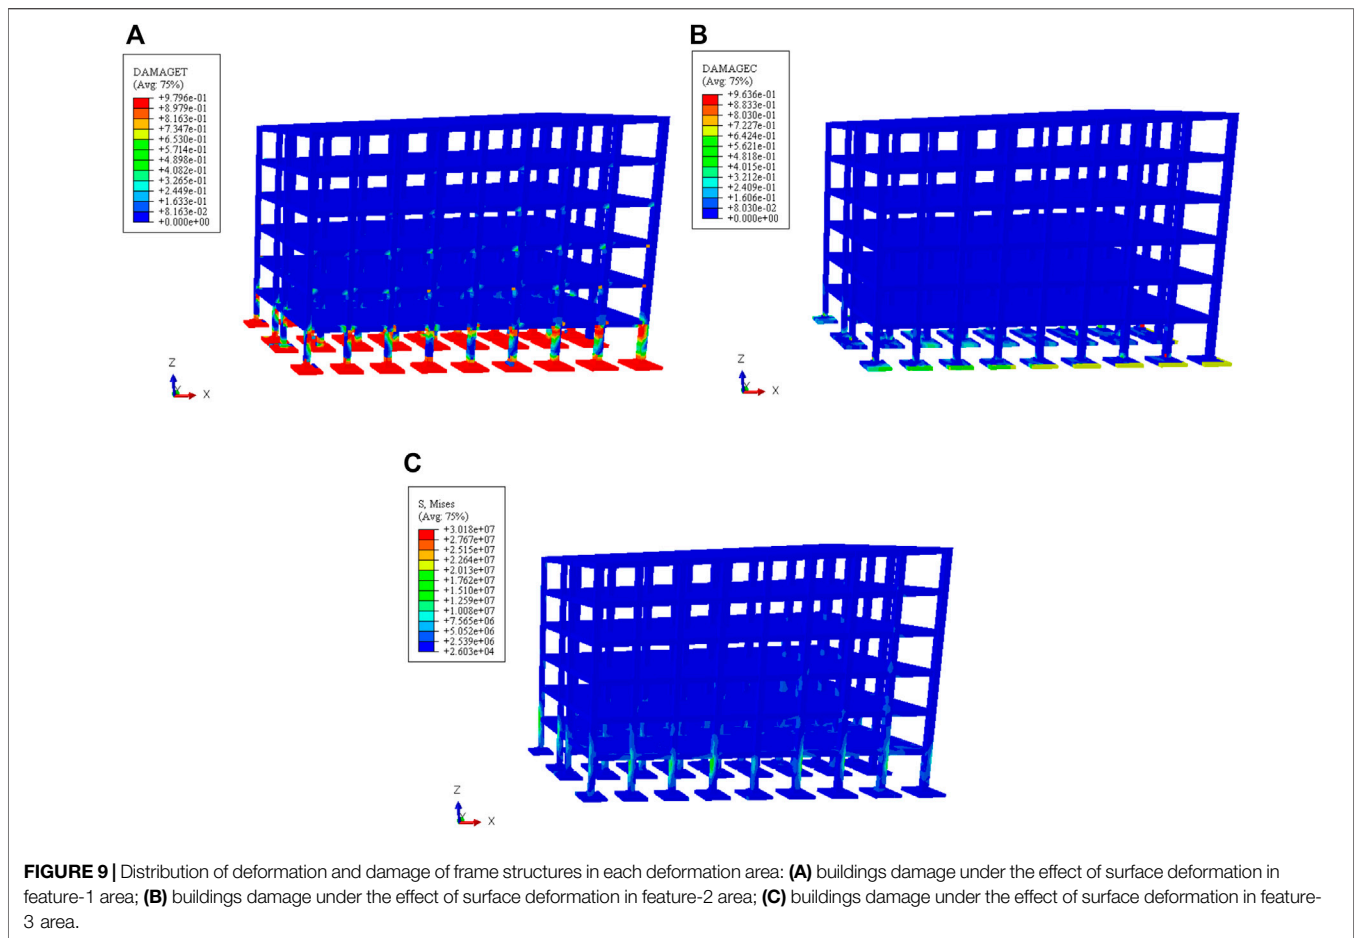 A
DAMAGET
(Avg: 75%)
+9.796e-01
+8.979e-01
+8.163e-01
+7.347e-01
+6.530e-01
+5.714e-01
+4.898e-01
+4.082e-01
+3.265e-01
+2.449e-01
+1.633e-01
+8.163e-02
+0.000e+00
Z
Y
X
B
DAMAGEC
(Avg: 75%)
+9.636e-01
+8.833e-01
+8.030e-01
+7.227e-01
+6.424e-01
+5.621e-01
+4.818e-01
+4.015e-01
+3.212e-01
+2.409e-01
+1.606e-01
+8.030e-02
+0.000e+00
Z
Y
X
C
S, Mises
(Avg: 75%)
+3.018e+07
+2.767e+07
+2.515e+07
+2.264e+07
+2.013e+07
+1.762e+07
+1.510e+07
+1.259e+07
+1.008e+07
+7.565e+06
+5.052e+06
+2.539e+06
+2.603e+04
Z
Y
X
FIGURE 9 | Distribution of deformation and damage of frame structures in each deformation area: (A) buildings damage under the effect of surface deformation in
feature-1 area; (B) buildings damage under the effect of surface deformation in feature-2 area; (C) buildings damage under the effect of surface deformation in feature-
3 area.